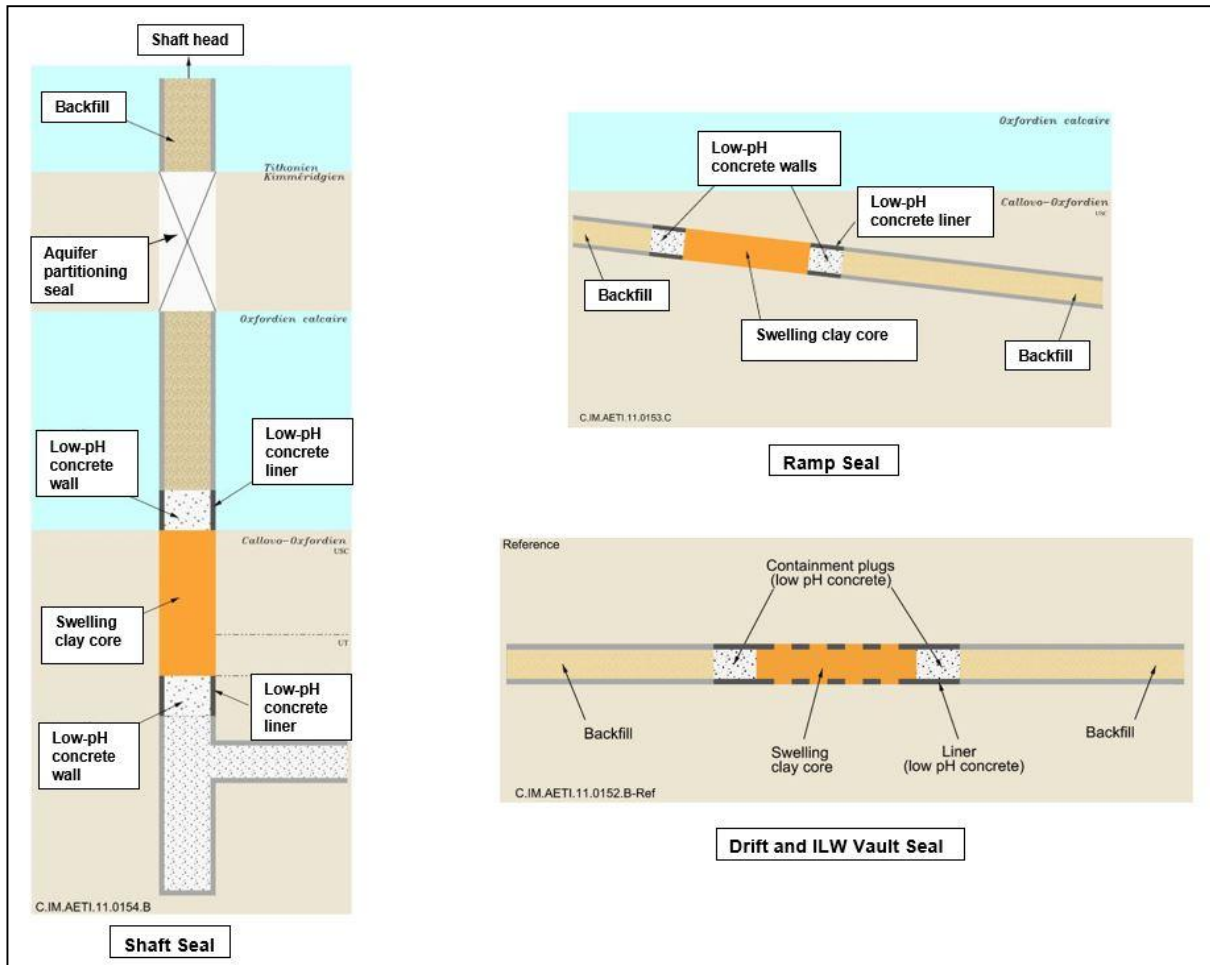 Shaft head
Backfill
Tithonien
Kimméridgien
Aquifer
partitioning
seal
Oxfordien calcaire
Low-pH
concrete
wall
Low-pH
concrete
liner
Callovo-Oxfordien
USC
Swelling
clay core
UT
Low-pH
concrete
liner
Low-pH
concrete
wall
C.IM.AETI.11.0154.B
Shaft Seal
Oxfordien calcaire
Low-pH
concrete walls
Callovo-Oxfordien
USC
Low-pH
concrete liner
Backfill
Swelling clay core
Backfill
C.IM.AETI.11.0153.C
Ramp Seal
Reference
Containment plugs
(low pH concrete)
Backfill
Swelling
clay core
Liner
(low pH concrete)
Backfill
C.IM.AETI.11.0152.B-Ref
Drift and ILW Vault Seal